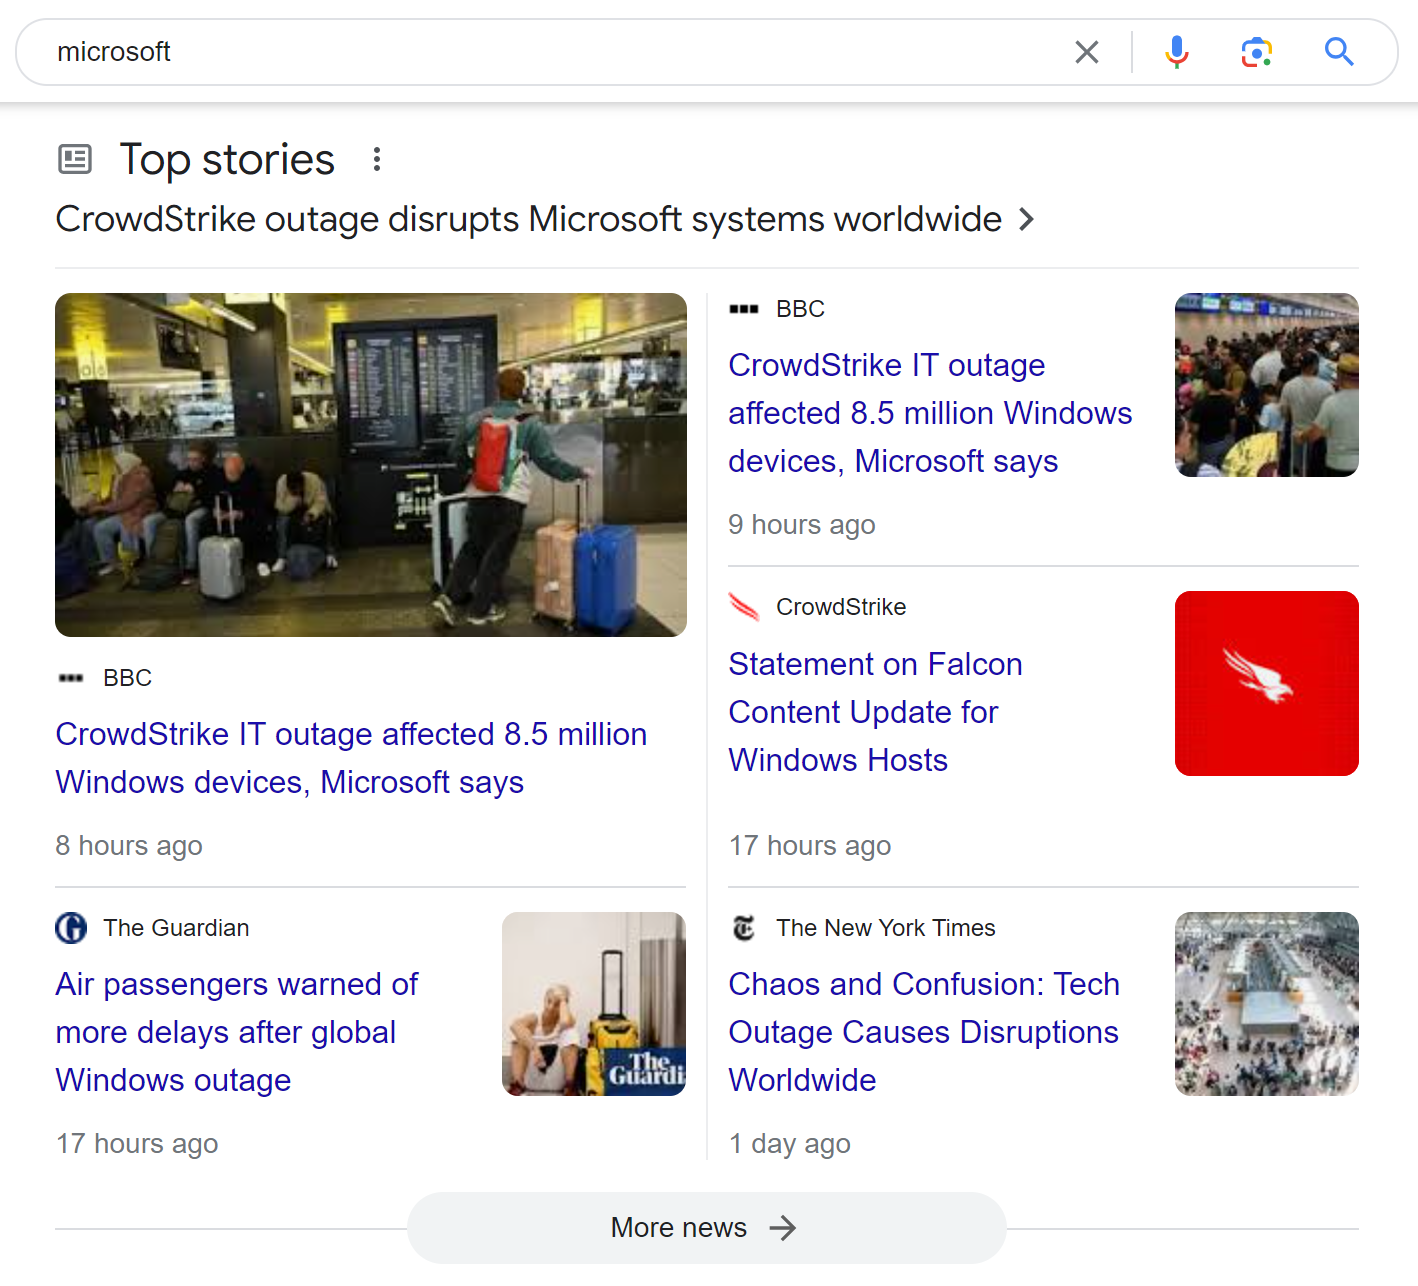 microsoft
Top stories
CrowdStrike outage disrupts Microsoft systems worldwide
BBC
CrowdStrike IT outage affected 8.5 million
Windows devices, Microsoft says
8 hours ago
BBC
CrowdStrike IT outage
affected 8.5 million Windows
devices, Microsoft says
9 hours ago
CrowdStrike
Statement on Falcon
Content Update for
Windows Hosts
17 hours ago
The Guardian
Air passengers warned of
more delays after global
Windows outage
The
Guardi
17 hours ago
The New York Times
Chaos and Confusion: Tech
Outage Causes Disruptions
Worldwide
1 day ago
More news